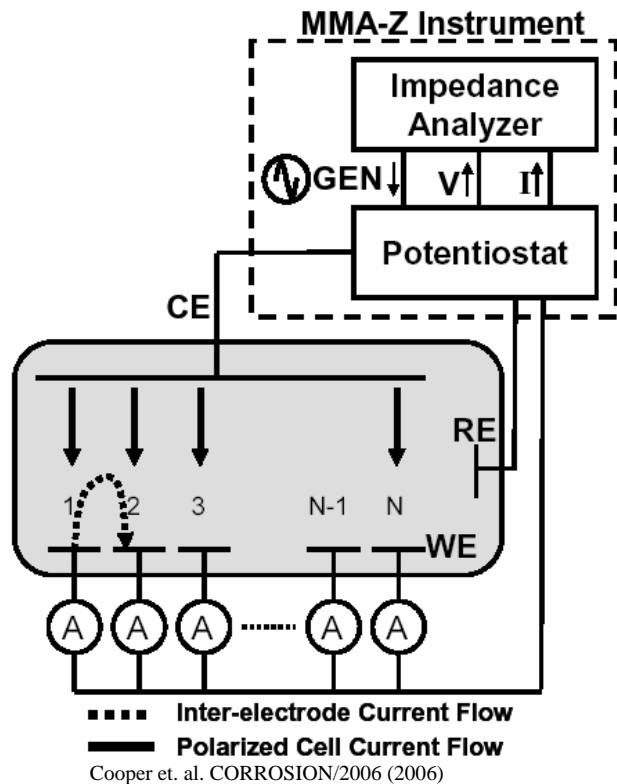 MMA-Z Instrument
Impedance
Analyzer
GEN V I
Potentiostat
CE
RE
1 2 3 N-1 N
WE
A A A A A
Inter-electrode Current Flow
Polarized Cell Current Flow
Cooper et. al. CORROSION/2006 (2006)